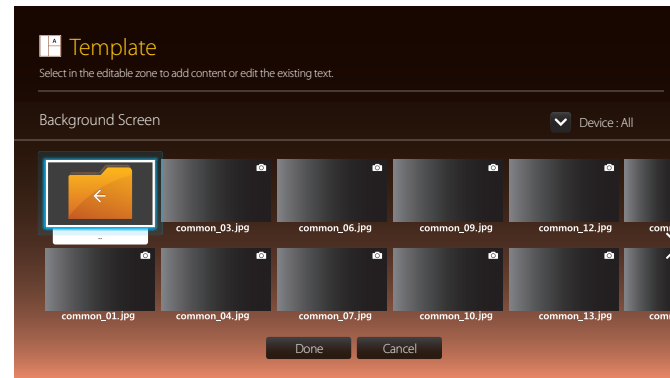 A
Template
Select in the editable zone to add content or edit the existing text.
Background Screen
Device : All
..
common_03.jpg
common_06.jpg
common_09.jpg
common_12.jpg
com
common_01.jpg
common_04.jpg
common_07.jpg
common_10.jpg
common_13.jpg
com
Done
Cancel